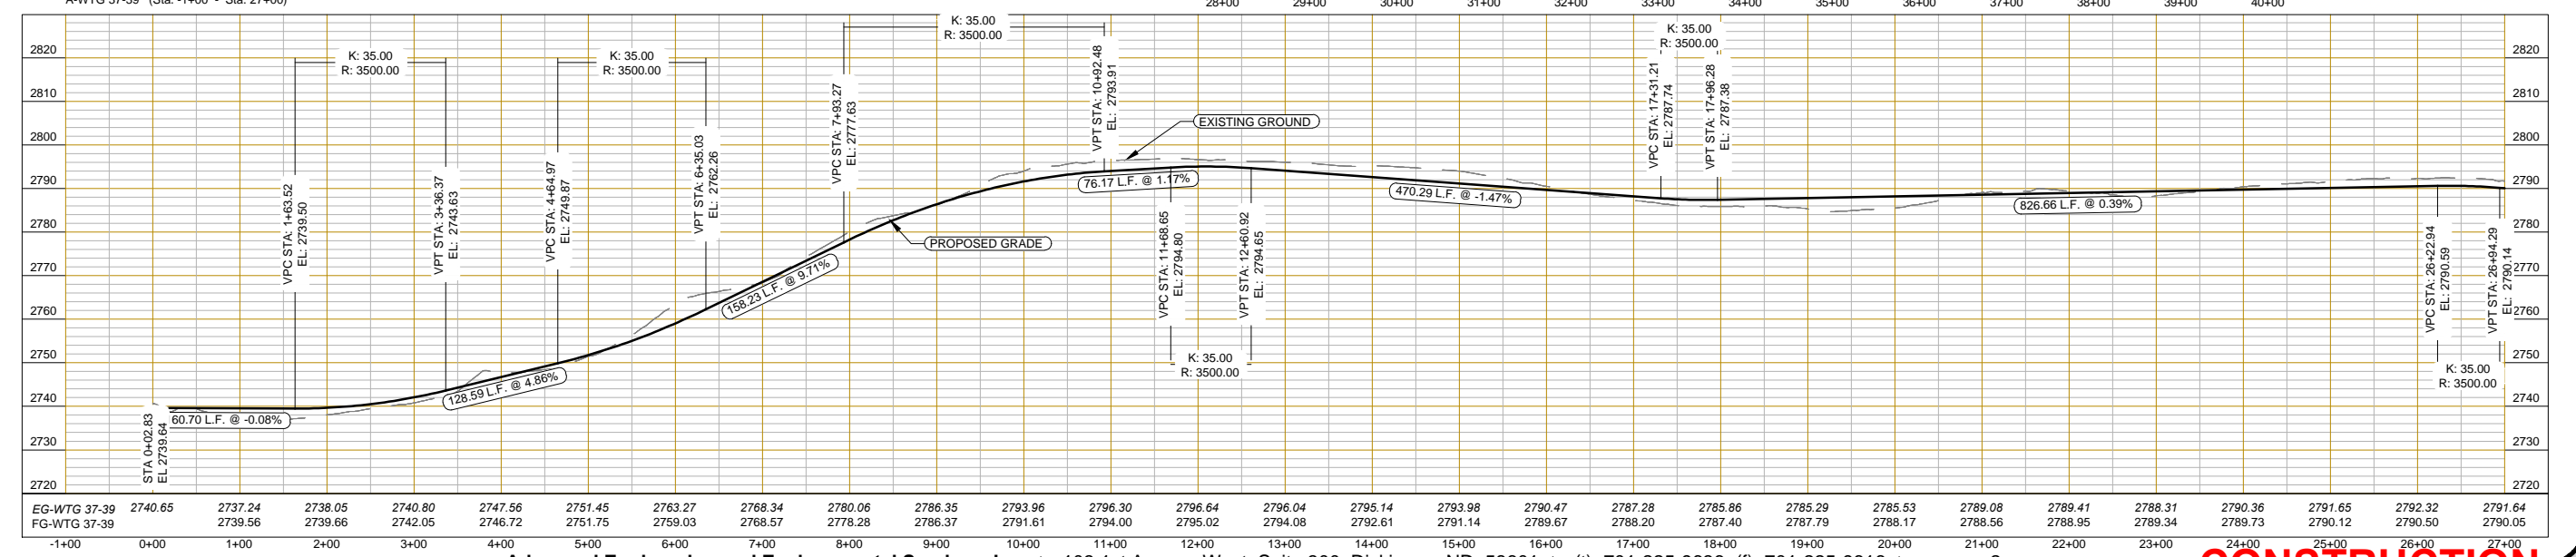 A-WTG 37-39 (Sta. -1+00 - Sta. 27+00)
28+00 29+00 30+00 31+00 32+00 33+00 34+00 35+00 36+00 37+00 38+00 39+00 40+00
K: 35.00
R: 3500.00
K: 35.00
R: 3500.00
K: 35.00
R: 3500.00
K: 35.00
R: 3500.00
2820
2810
2800
2790
2780
2770
2760
2750
2740
2730
2720
VPC STA: 1+63.52
EL: 2739.50
VPT STA: 3+36.37
EL: 2743.63
VPC STA: 4+64.97
EL: 2749.87
VPT STA: 6+35.03
EL: 2762.26
VPC STA: 7+93.27
EL: 2777.63
VPT STA: 10+92.48
EL: 2793.91
VPC STA: 11+68.65
EL: 2794.80
VPT STA: 12+60.92
EL: 2794.65
VPC STA: 17+31.21
EL: 2787.74
VPT STA: 17+96.28
EL: 2787.38
VPC STA: 26+22.94
EL: 2790.59
VPT STA: 26+94.29
EL: 2790.14
EXISTING GROUND
PROPOSED GRADE
STA 0+02.83
EL 2739.64
60.70 L.F. @ -0.08%
128.59 L.F. @ 4.86%
158.23 L.F. @ 9.71%
76.17 L.F. @ 1.17%
470.29 L.F. @ -1.47%
826.66 L.F. @ 0.39%
K: 35.00
R: 3500.00
K: 35.00
R: 3500.00
2820
2810
2800
2790
2780
2770
2760
2750
2740
2730
2720
EG-WTG 37-39 2740.65 2737.24 2738.05 2740.80 2747.56 2751.45 2763.27 2768.34 2780.06 2786.35 2793.96 2796.30 2796.64 2796.04 2795.14 2793.98 2790.47 2787.28 2785.86 2785.29 2785.53 2789.08 2789.41 2788.31 2790.36 2791.65 2792.32 2791.64
FG-WTG 37-39 2739.56 2739.66 2742.05 2746.72 2751.75 2759.03 2768.57 2778.28 2786.37 2791.61 2794.00 2795.02 2794.08 2792.61 2791.14 2789.67 2788.20 2787.40 2787.79 2788.17 2788.56 2788.95 2789.34 2789.73 2790.12 2790.50 2790.05
-1+00 0+00 1+00 2+00 3+00 4+00 5+00 6+00 7+00 8+00 9+00 10+00 11+00 12+00 13+00 14+00 15+00 16+00 17+00 18+00 19+00 20+00 21+00 22+00 23+00 24+00 25+00 26+00 27+00
CONSTRUCTION